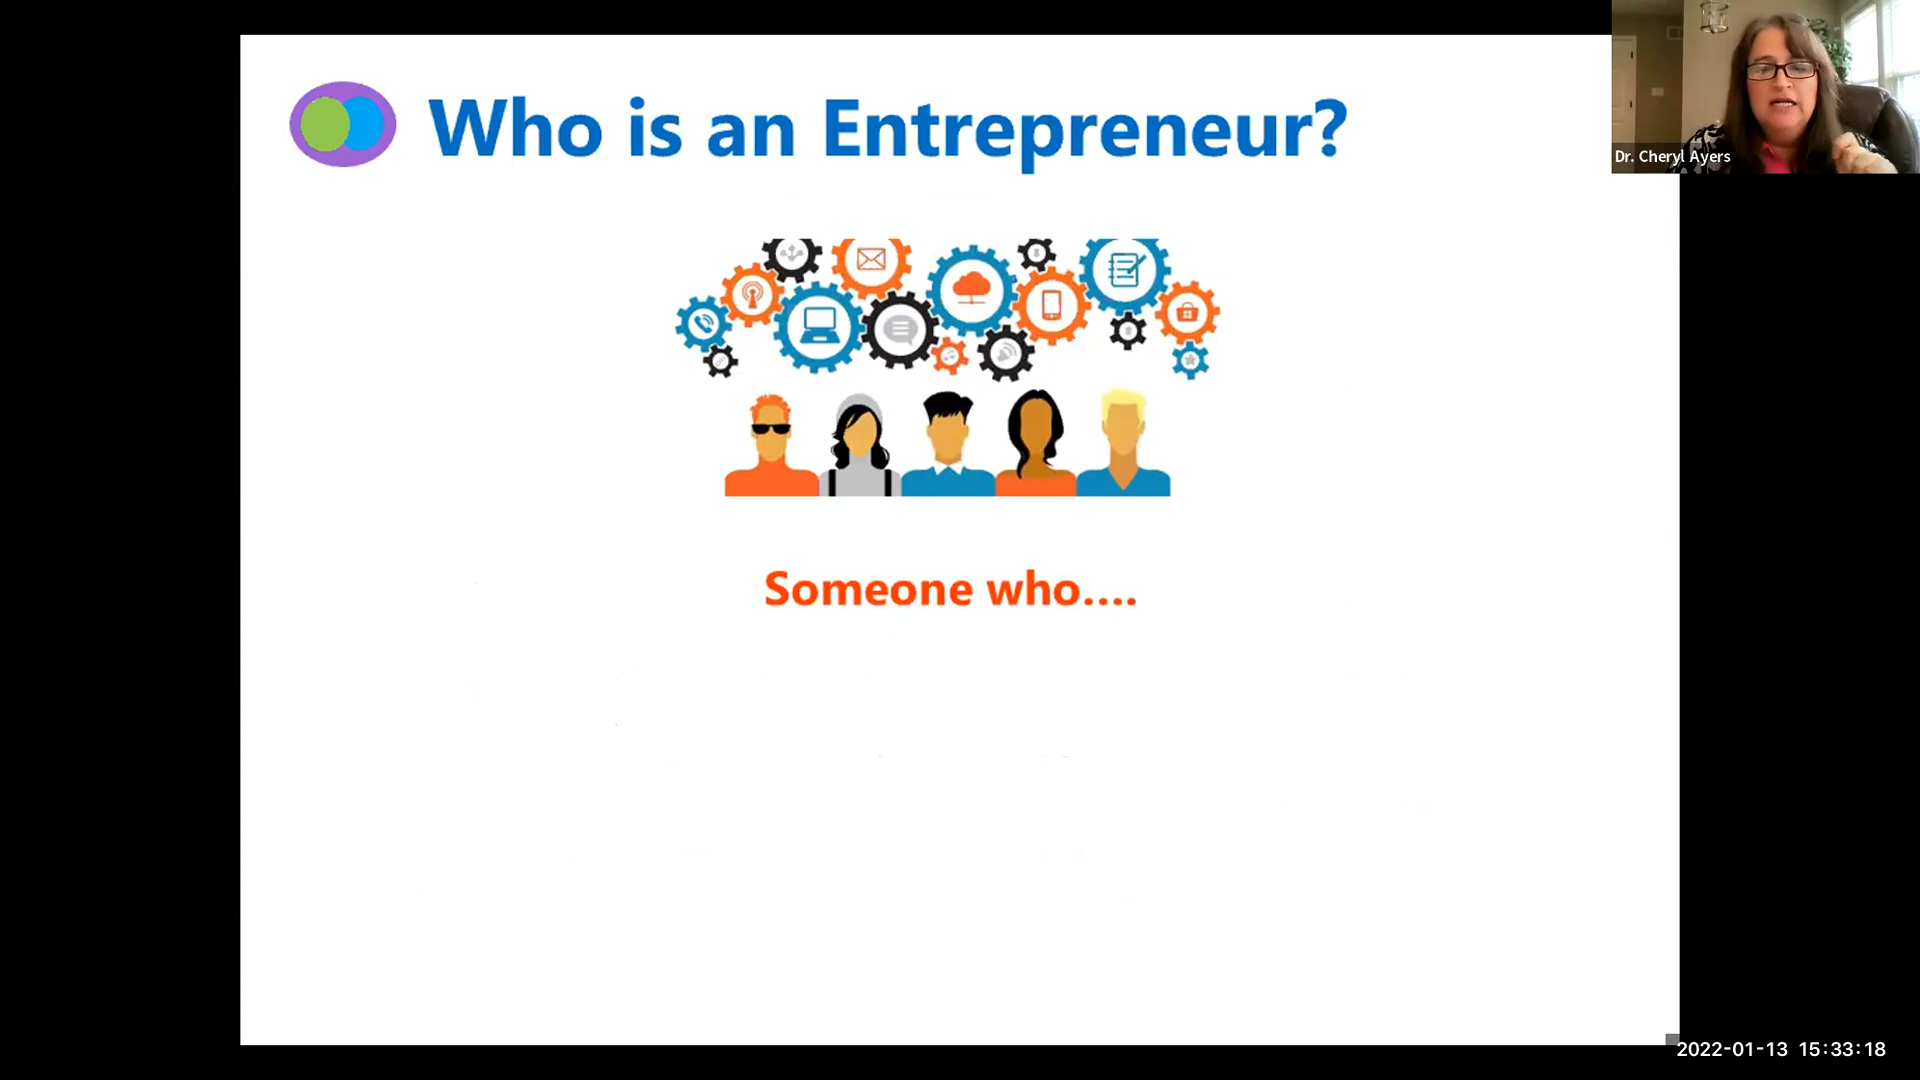 Who is an Entrepreneur?
Dr. Cheryl Ayers
Someone who....
2022-01-13 15:33:18